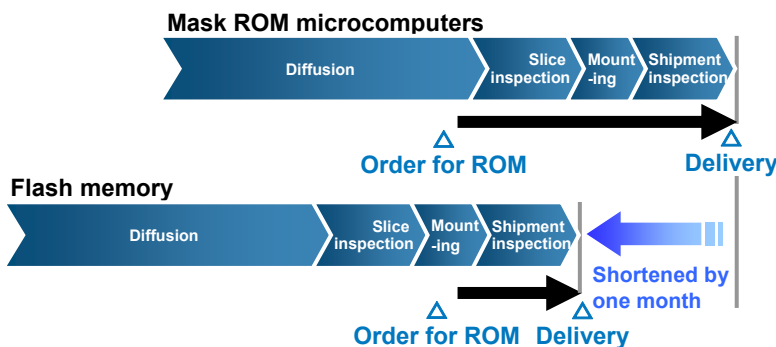 Mask ROM microcomputers
Diffusion
Slice
inspection
Mount
-ing
Shipment
inspection
Order for ROM
Delivery
Flash memory
Diffusion
Slice
inspection
Mount
-ing
Shipment
inspection
Shortened by
one month
Order for ROM
Delivery